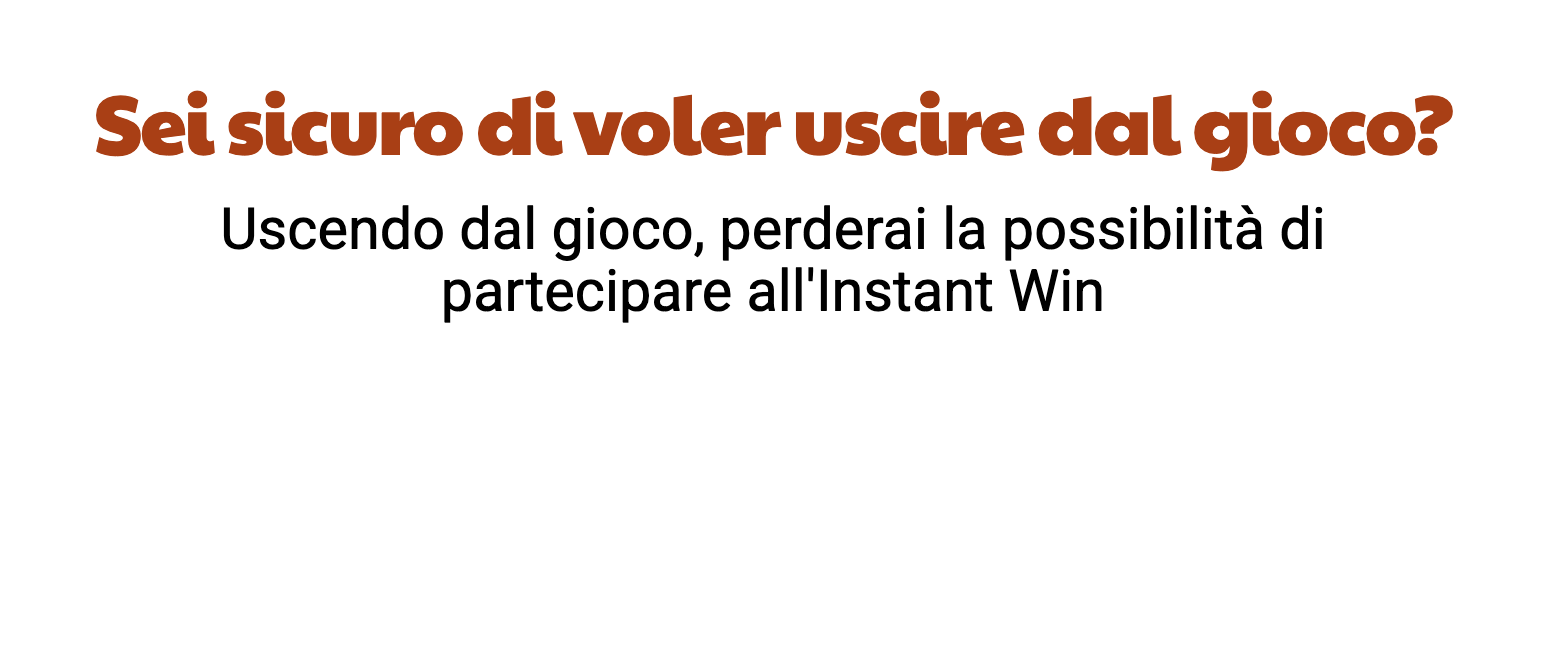 Sei sicuro di voler uscire dal gioco?
Uscendo dal gioco, perderai la possibilità di
partecipare all'Instant Win